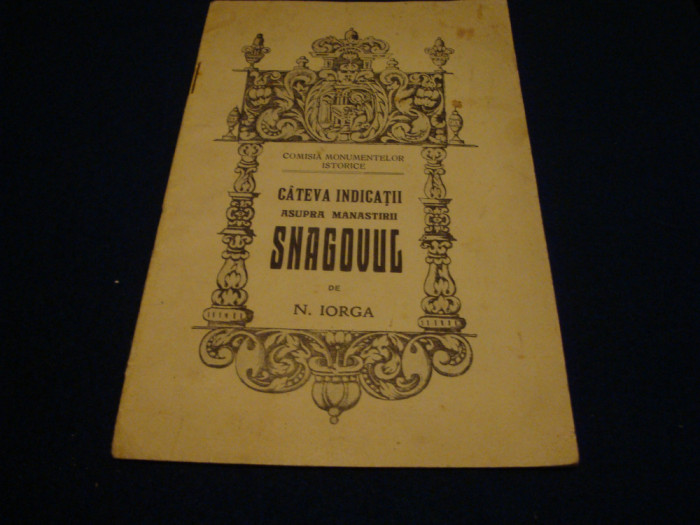 COMISIA MONUMENTELOR
ISTORICE
CÂTEVA INDICAȚII
ASUPRA MANASTIRII
SNAGOVUL
DE
N. IORGA